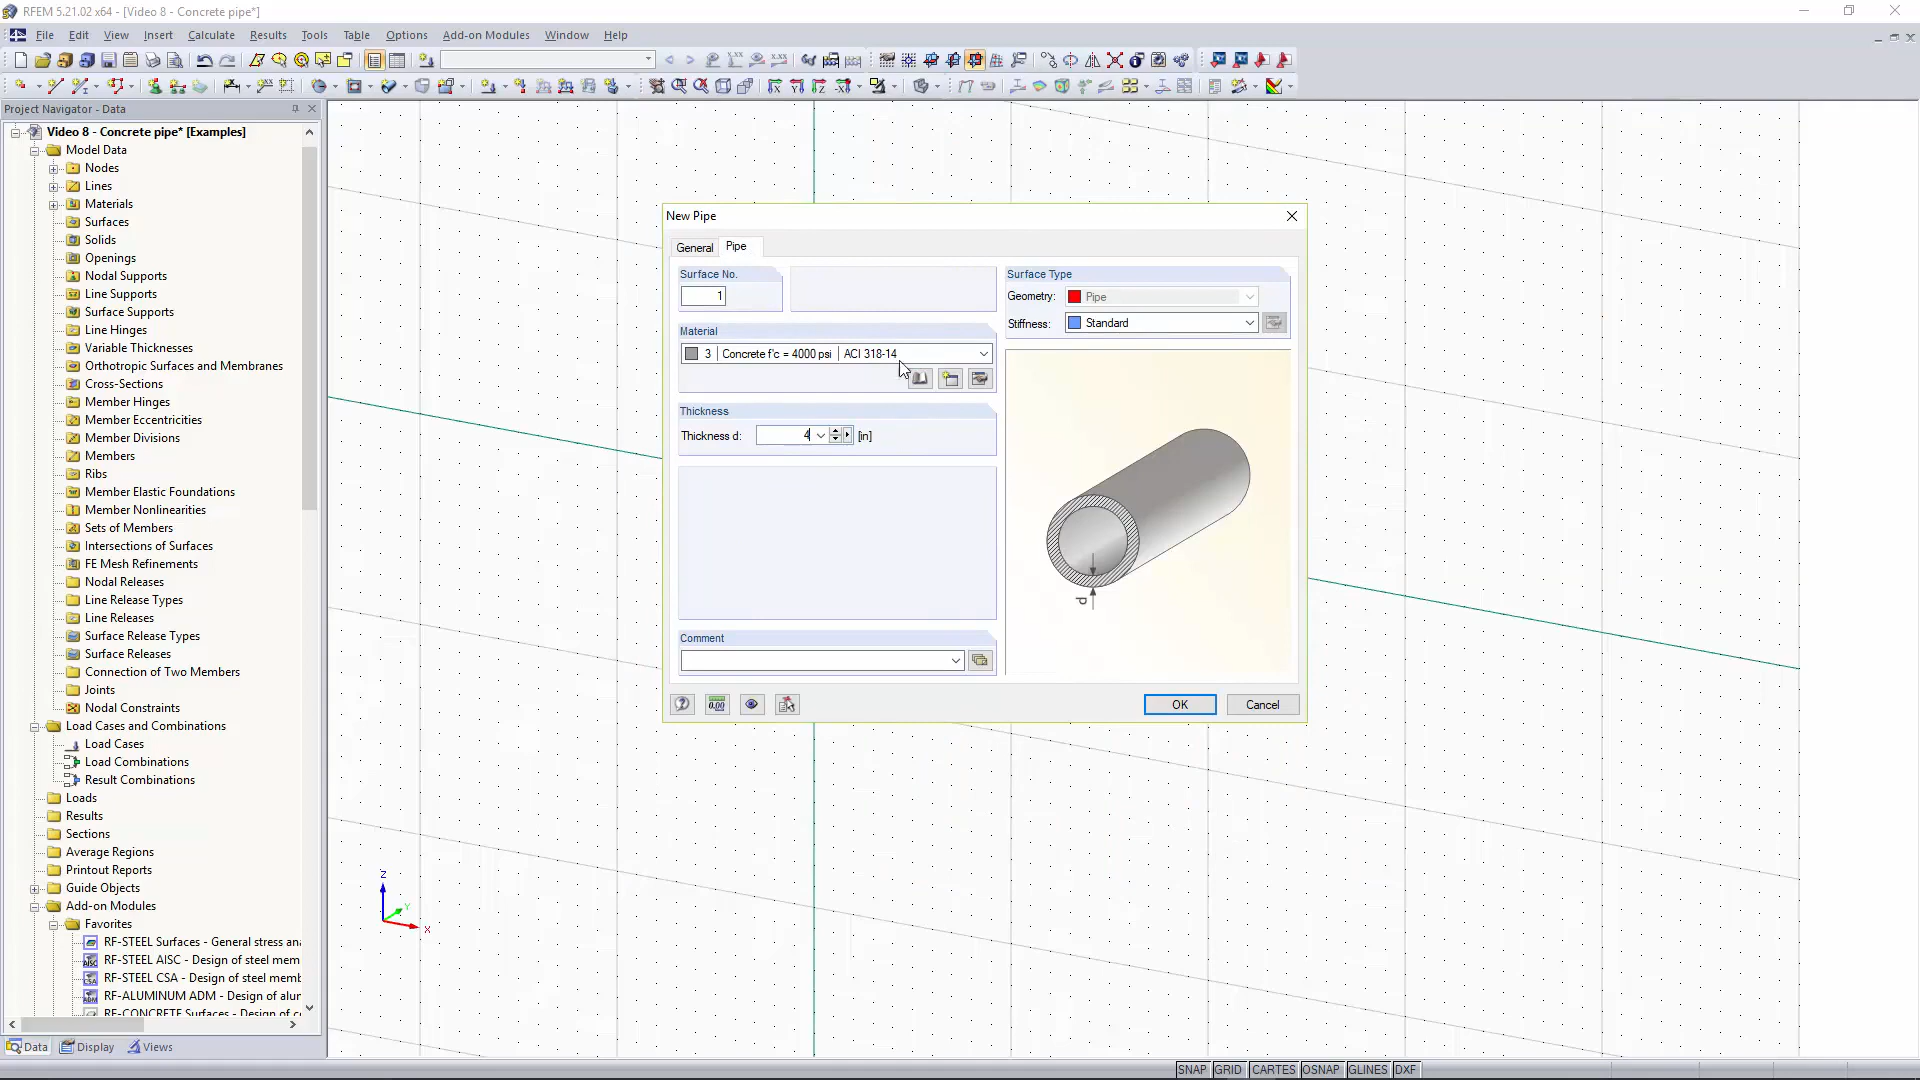 RFEM 5.21.02 x64 - [Video 8 - Concrete pipe*]
File Edit View Insert Calculate Results Tools Table Options Add-on Modules Window Help
Project Navigator - Data
Video 8 - Concrete pipe* [Examples]
Model Data
Nodes
Lines
Materials
Surfaces
Solids
Openings
Nodal Supports
Line Supports
Surface Supports
Line Hinges
Variable Thicknesses
Orthotropic Surfaces and Membranes
Cross-Sections
Member Hinges
Member Eccentricities
Member Divisions
Members
Ribs
Member Elastic Foundations
Member Nonlinearities
Sets of Members
Intersections of Surfaces
FE Mesh Refinements
Nodal Releases
Line Release Types
Line Releases
Surface Release Types
Surface Releases
Connection of Two Members
Joints
Nodal Constraints
Load Cases and Combinations
Load Cases
Load Combinations
Result Combinations
Loads
Results
Sections
Average Regions
Printout Reports
Guide Objects
Add-on Modules
Favorites
RF-STEEL Surfaces - General stress ana
RF-STEEL AISC - Design of steel mem
RF-STEEL CSA - Design of steel memb
RF-ALUMINUM ADM - Design of alun
RF-CONCRETE Surfaces - Design of c
Data Display Views
New Pipe
General Pipe
Surface No.
1
Material
3 Concrete f'c = 4000 psi ACI 318-14
Thickness
Thickness d: 4 [in]
Comment
Surface Type
Geometry: Pipe
Stiffness: Standard
d
OK Cancel
Z
Y
X
SNAP GRID CARTES OSNAP GLINES DXF